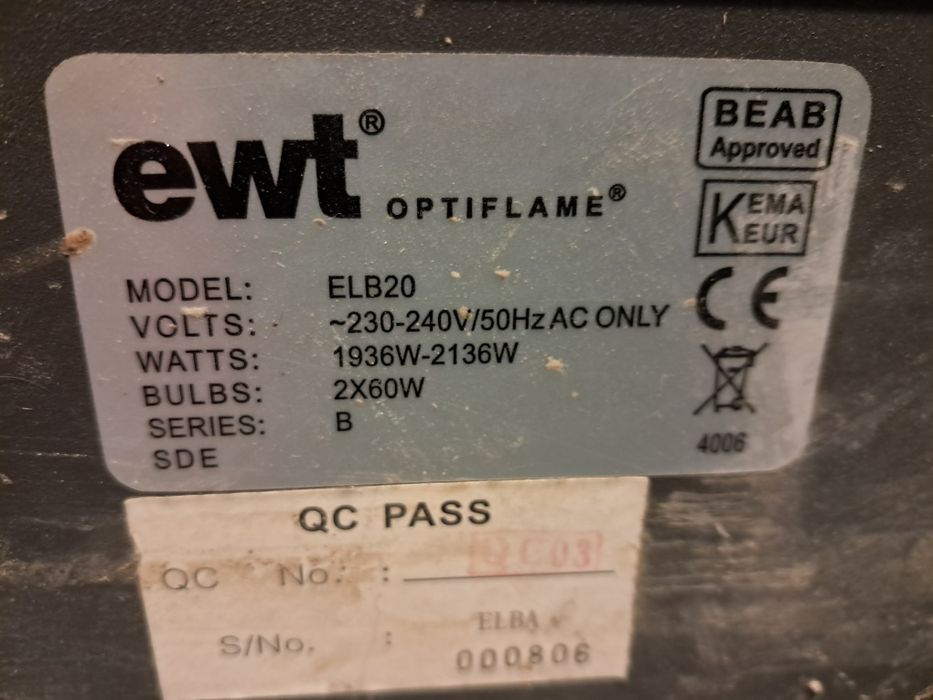 ewt® OPTIFLAME®
BEAB
Approved
KEMA
KEUR
CE
MODEL: ELB20
VOLTS: ~230-240V/50Hz AC ONLY
WATTS: 1936W-2136W
BULBS: 2X60W
SERIES: B
SDE
4006
QC PASS
QC No.: QC03
S/No. : ELBA
000806